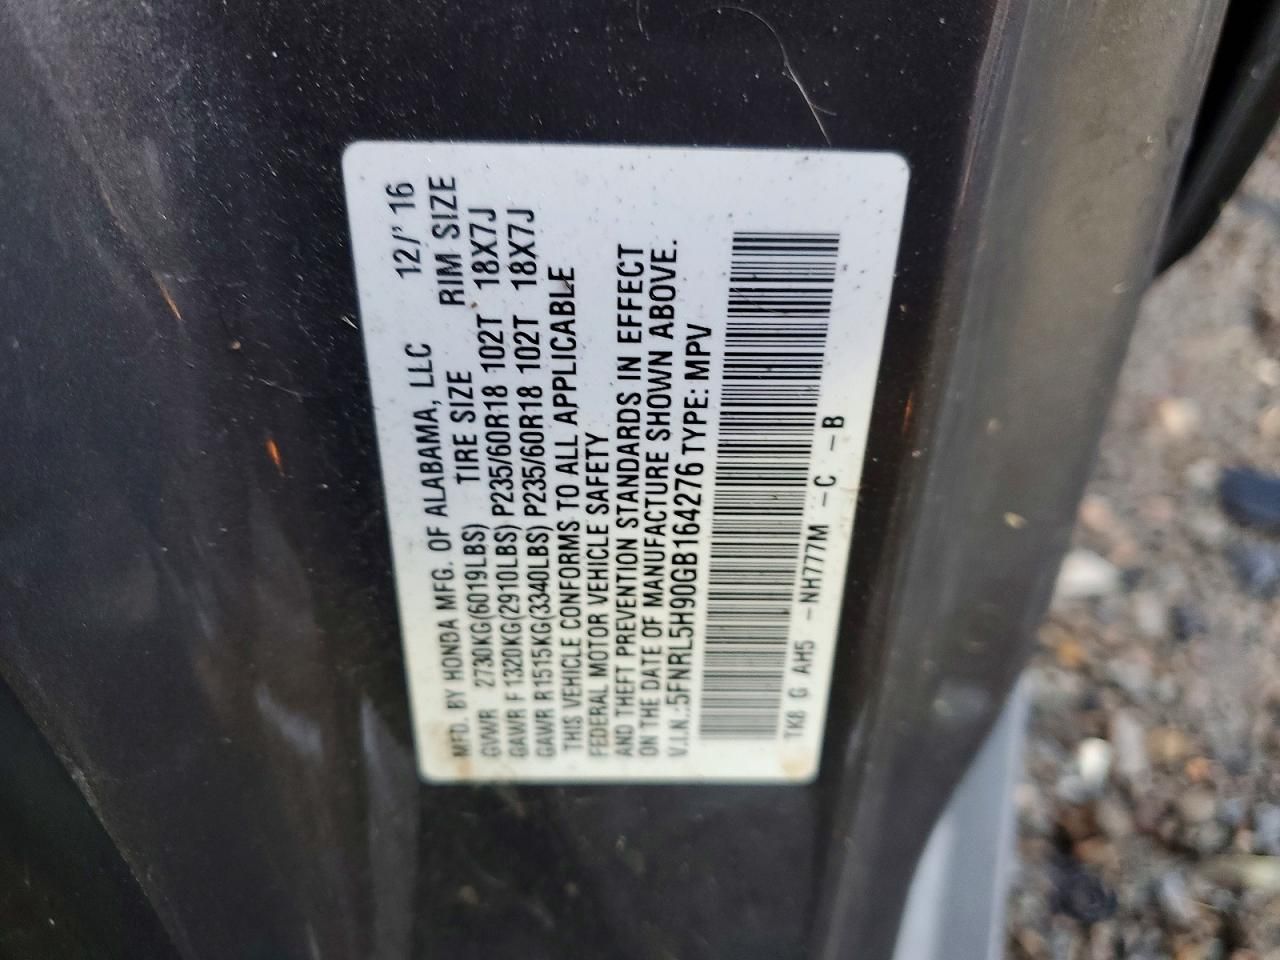 MFD. BY HONDA MFG. OF ALABAMA, LLC 12/' 16
GVWR 2730KG(6019LBS) TIRE SIZE RIM SIZE
GAWR F 1320KG(2910LBS) P235/60R18 102T 18X7J
GAWR R1515KG(3340LBS) P235/60R18 102T 18X7J
THIS VEHICLE CONFORMS TO ALL APPLICABLE
FEDERAL MOTOR VEHICLE SAFETY
AND THEFT PREVENTION STANDARDS IN EFFECT
ON THE DATE OF MANUFACTURE SHOWN ABOVE.
V.I.N.:5FNRL5H90GB164276 TYPE: MPV
TK8 G AH5 -NH777M -C -B